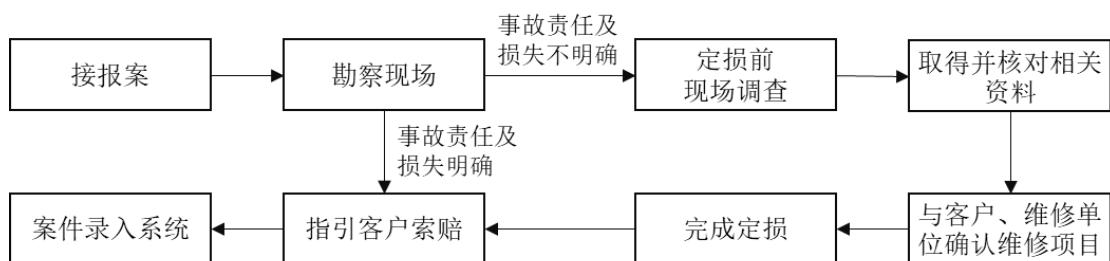 事故责任及
损失不明确
接报案
勘察现场
定损前
现场调查
取得并核对相关
资料
事故责任及
损失明确
案件录入系统
指引客户索赔
完成定损
与客户、维修单
位确认维修项目